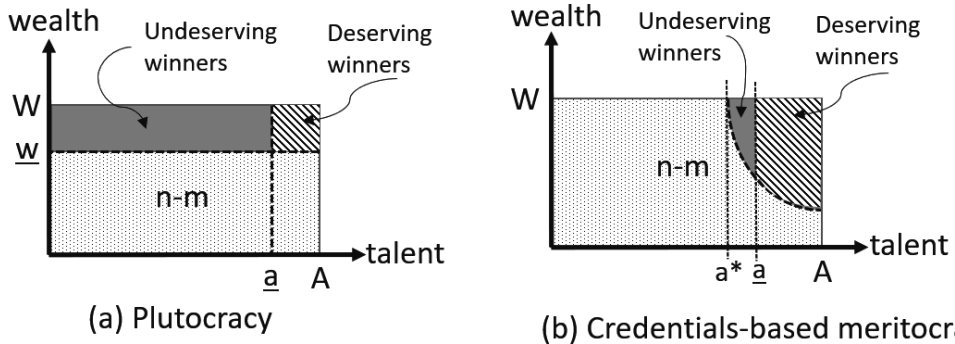 wealth
Undeserving
winners
Deserving
winners
W
w
n-m
talent
a
A
(a) Plutocracy
wealth
Undeserving
winners
Deserving
winners
W
n-m
talent
a*
a
A
(b) Credentials-based meritocra